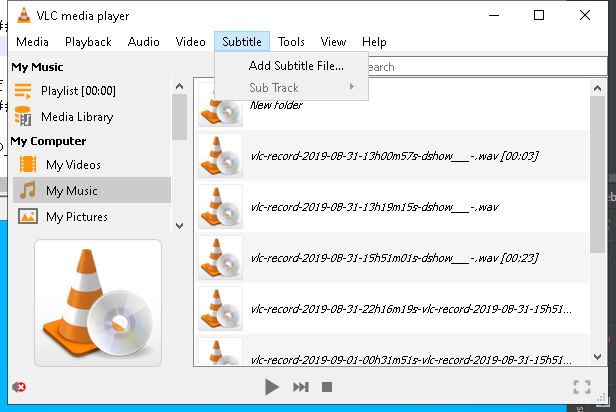 VLC media player
Media Playback Audio Video Subtitle Tools View Help
Add Subtitle File...
Sub Track
My Music
Playlist [00:00]
Media Library
My Computer
My Videos
My Music
My Pictures
earch
New folder
vlc-record-2019-08-31-13h00m57s-dshow___-.wav [00:03]
vlc-record-2019-08-31-13h19m15s-dshow___-.wav
vlc-record-2019-08-31-15h51m01s-dshow___-.wav [00:23]
vlc-record-2019-08-31-22h16m19s-vlc-record-2019-08-31-15h51...
vlc-record-2019-09-01-00h31m51s-vlc-record-2019-08-31-15h51...